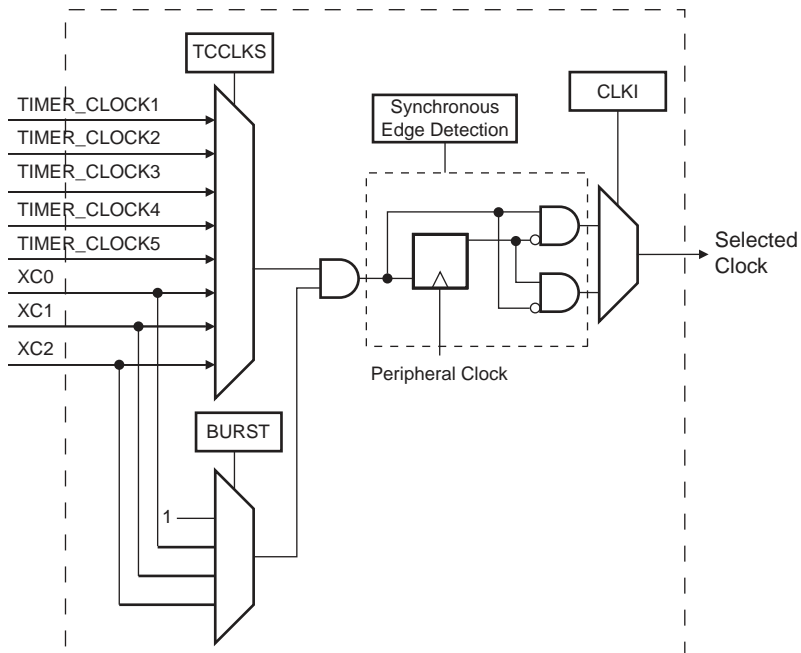 TCCLKS
TIMER_CLOCK1
TIMER_CLOCK2
TIMER_CLOCK3
TIMER_CLOCK4
TIMER_CLOCK5
XC0
XC1
XC2
Synchronous
Edge Detection
CLKI
Selected
Clock
Peripheral Clock
BURST
1